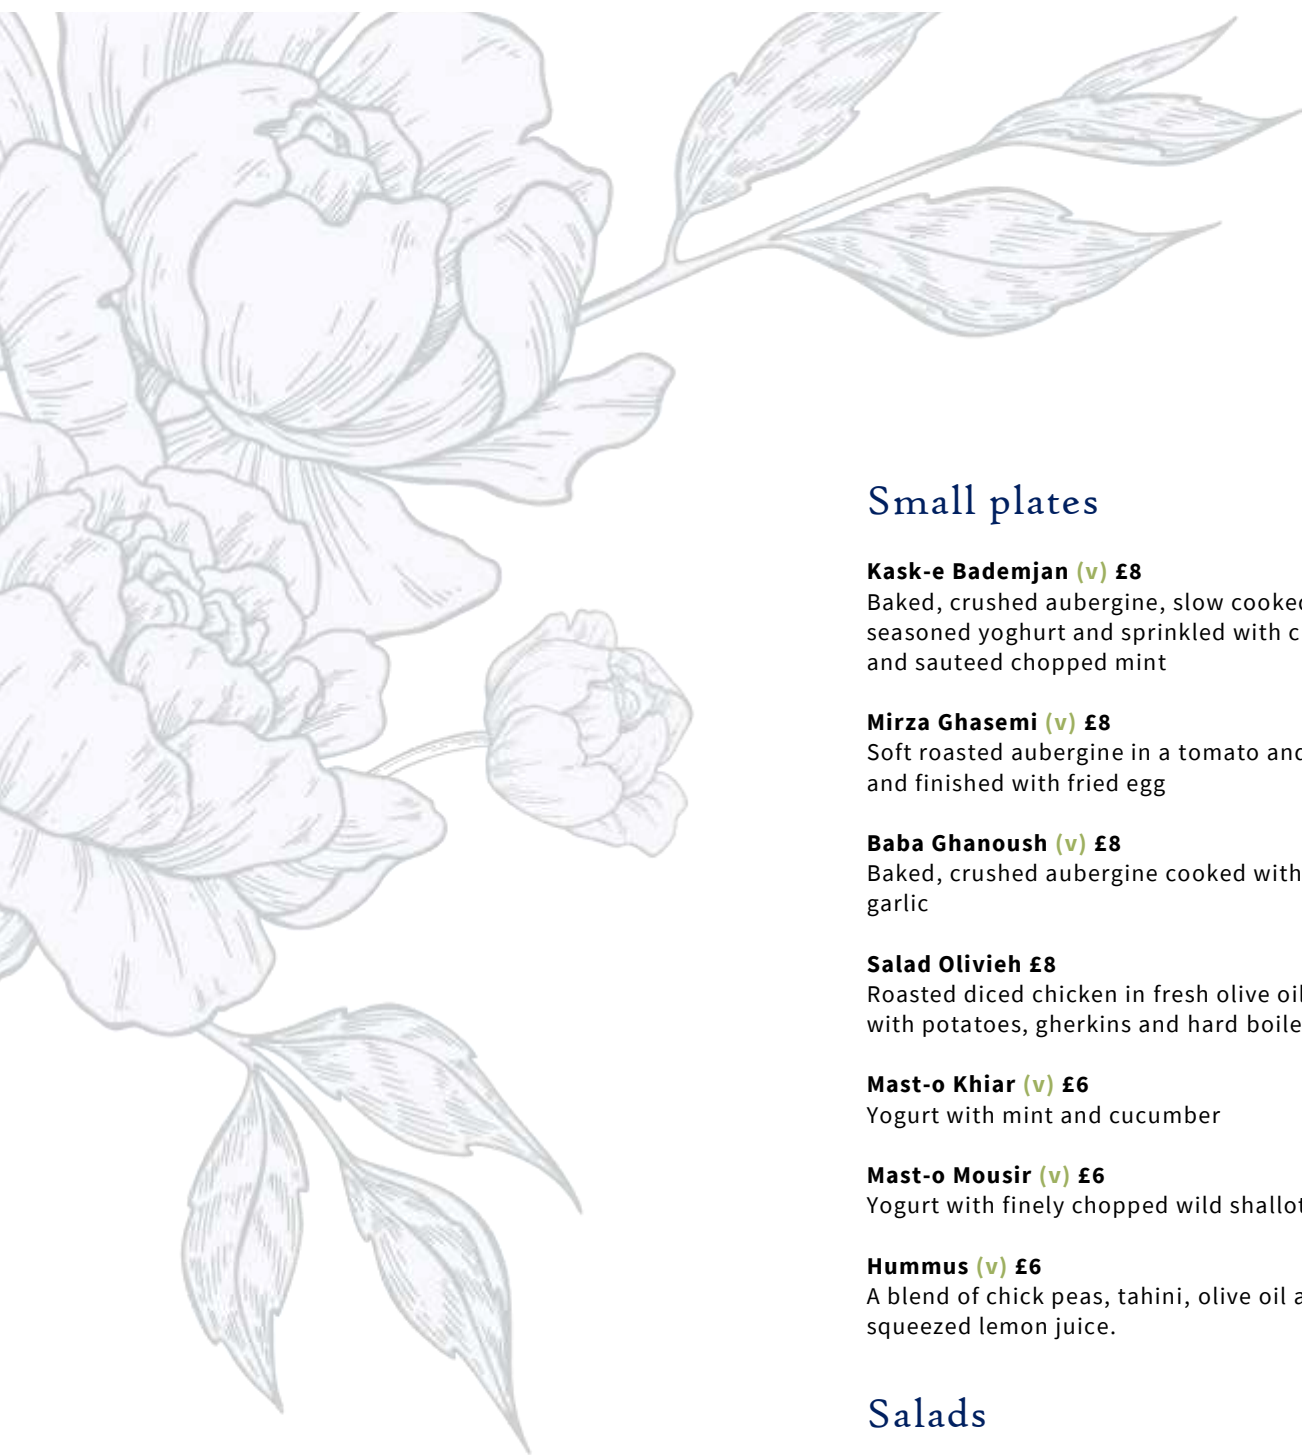 Small plates
Kask-e Bademjan (v) £8
Baked, crushed aubergine, slow cooked
seasoned yoghurt and sprinkled with
and sauteed chopped mint
Mirza Ghasemi (v) £8
Soft roasted aubergine in a tomato and
and finished with fried egg
Baba Ghanoush (v) £8
Baked, crushed aubergine cooked with
garlic
Salad Olivieh £8
Roasted diced chicken in fresh olive oil
with potatoes, gherkins and hard boile
Mast-o Khiar (v) £6
Yogurt with mint and cucumber
Mast-o Mousir (v) £6
Yogurt with finely chopped wild shallot
Hummus (v) £6
A blend of chick peas, tahini, olive oil
squeezed lemon juice.
Salads